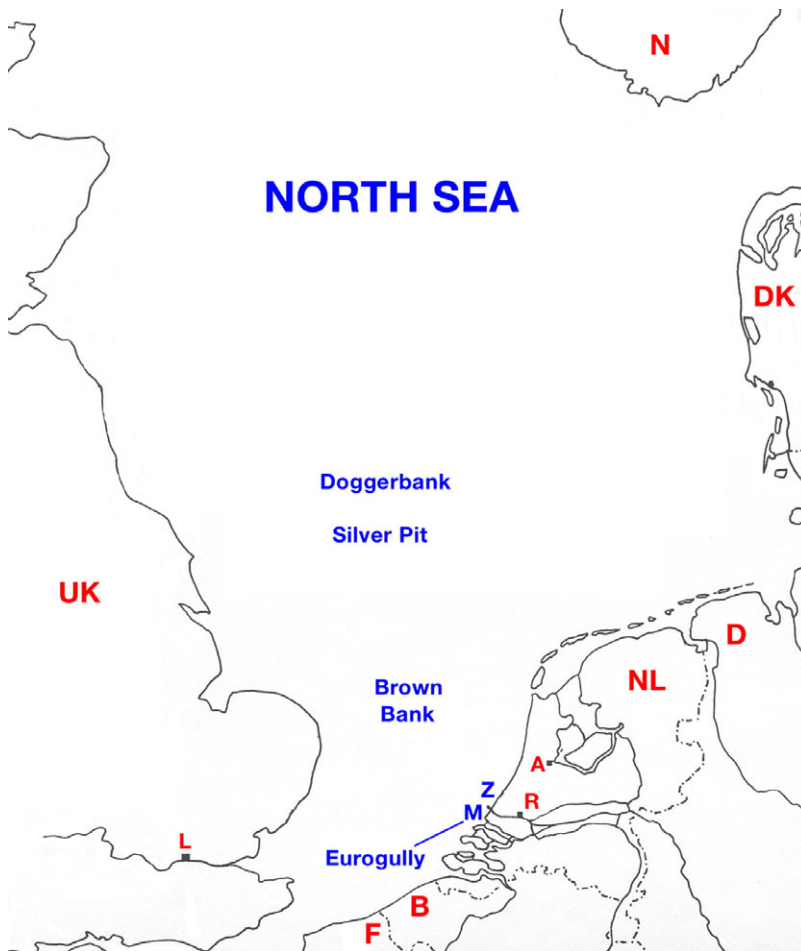 N
NORTH SEA
DK
Doggerbank
Silver Pit
UK
D
NL
Brown
Bank
A
Z
R
M
L
Eurogully
B
F